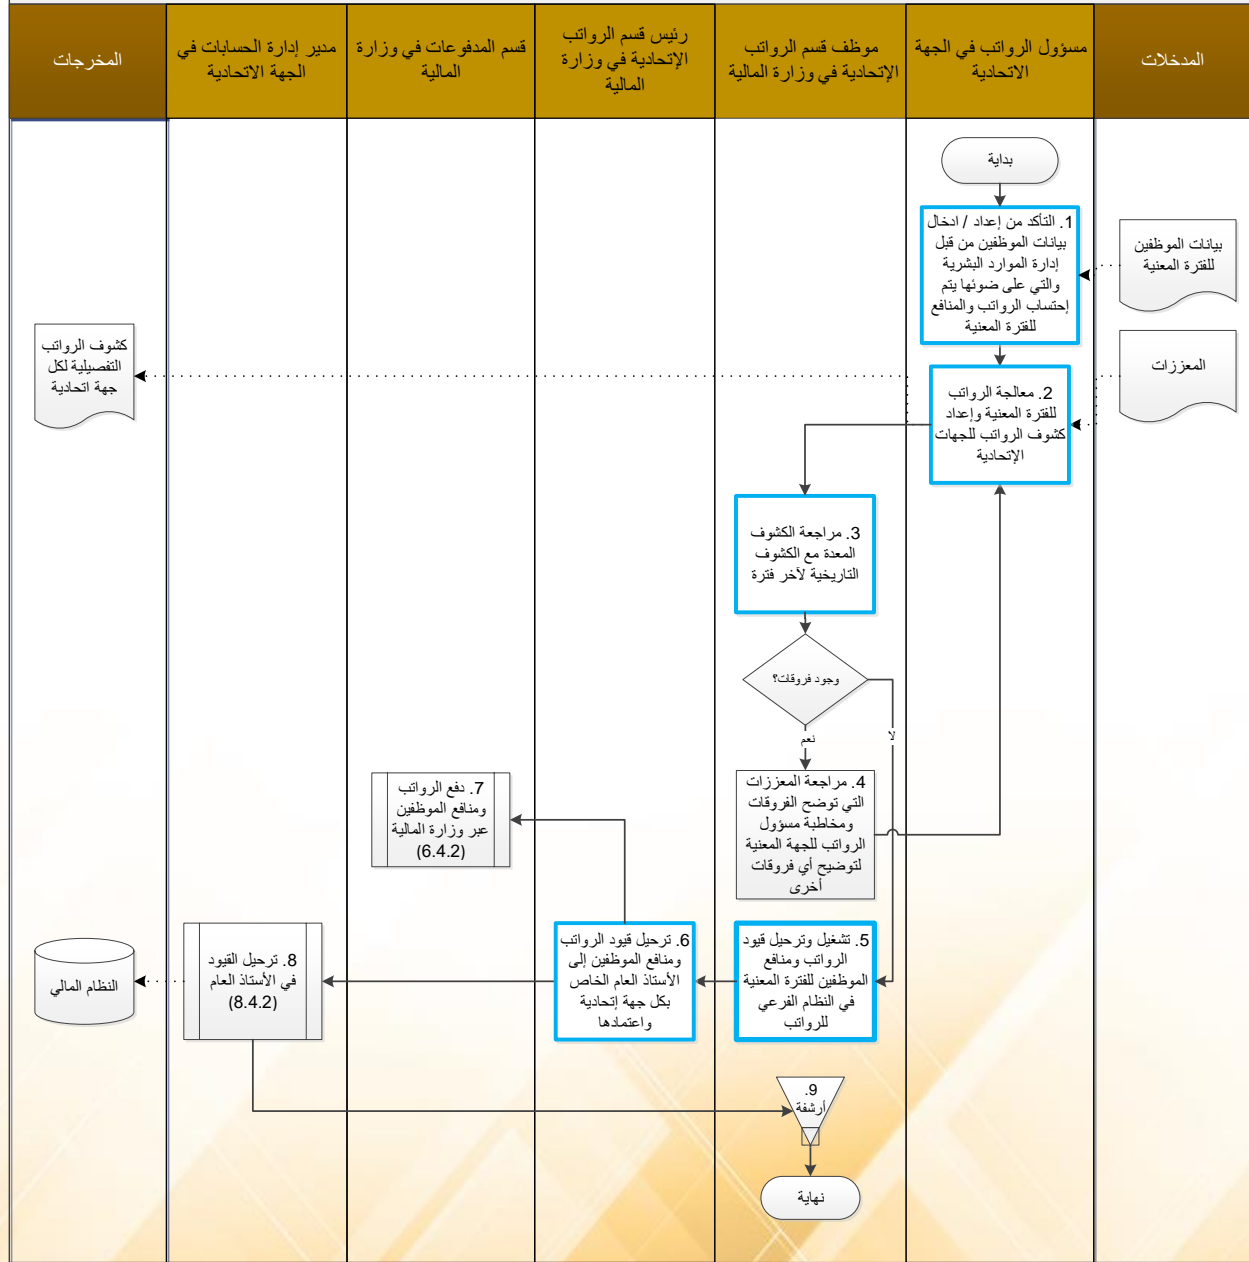 المدخلات
مسؤول الرواتب في الجهة
الاتحادية
موظف قسم الرواتب
الإتحادية في وزارة المالية
رئيس قسم الرواتب
الإتحادية في وزارة
المالية
قسم المدفوعات في وزارة
المالية
مدير إدارة الحسابات في
الجهة الاتحادية
المخرجات
بداية
1. التأكد من إعداد / ادخال
بيانات الموظفين من قبل
إدارة الموارد البشرية
والتي على ضوئها يتم
إحتساب الرواتب والمنافع
للفترة المعنية
بيانات الموظفين
للفترة المعنية
المعززات
2. معالجة الرواتب
للفترة المعنية وإعداد
كشوف الرواتب للجهات
الإتحادية
كشوف الرواتب
التفصيلية لكل
جهة اتحادية
3. مراجعة الكشوف
المعدة مع الكشوف
التاريخية لآخر فترة
وجود فروقات؟
نعم
لا
4. مراجعة المعززات
التي توضح الفروقات
ومخاطبة مسؤول
الرواتب للجهة المعنية
لتوضيح أي فروقات
أخرى
7. دفع الرواتب
ومنافع الموظفين
عبر وزارة المالية
(6.4.2)
5. تشغيل وترحيل قيود
الرواتب ومنافع
الموظفين للفترة المعنية
في النظام الفرعي
للرواتب
6. ترحيل قيود الرواتب
ومنافع الموظفين إلى
الأستاذ العام الخاص
بكل جهة إتحادية
واعتمادها
8. ترحيل القيود
في الأستاذ العام
(8.4.2)
النظام المالي
9.
أرشفة
نهاية